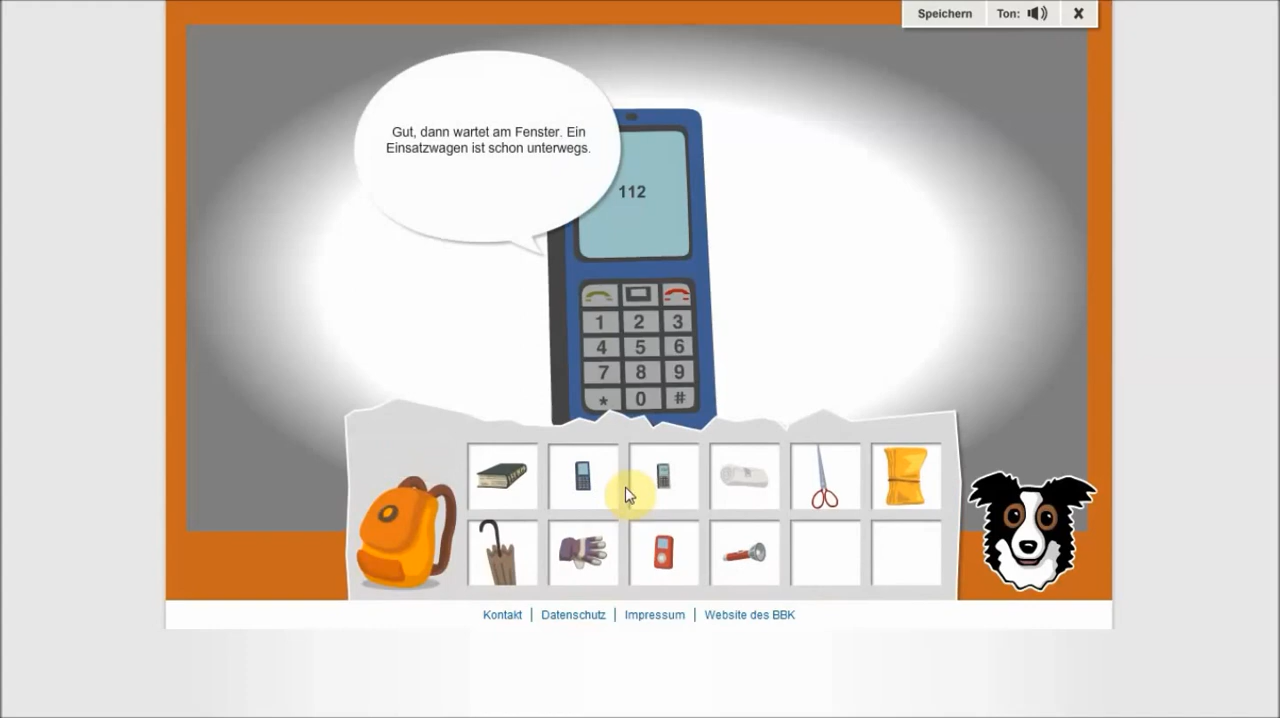 Speichern Ton: X
Gut, dann wartet am Fenster. Ein
Einsatzwagen ist schon unterwegs.
112
1 2 3
4 5 6
7 8 9
* 0 #
Kontakt | Datenschutz | Impressum | Website des BBK